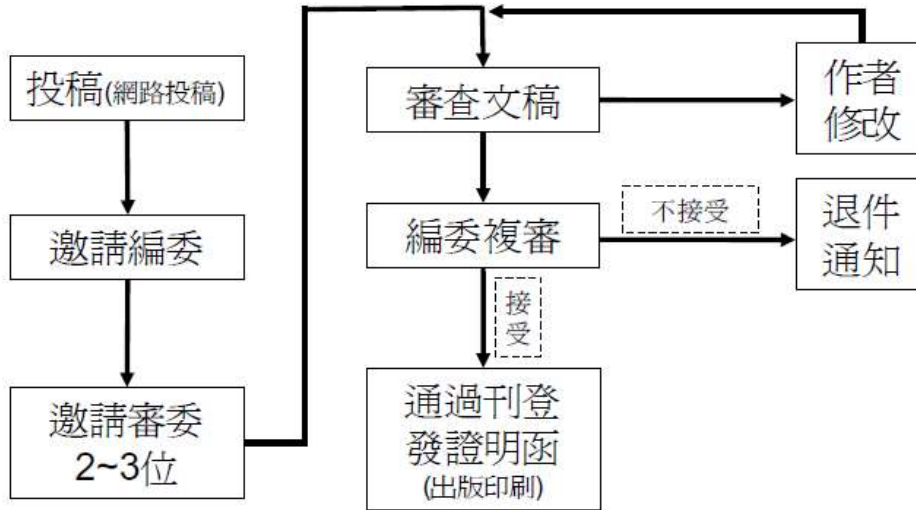 投稿(網路投稿)
邀請編委
邀請審委
2~3位
審查文稿
作者
修改
編委複審
不接受
退件
通知
接
受
通過刊登
發證明函
(出版印刷)